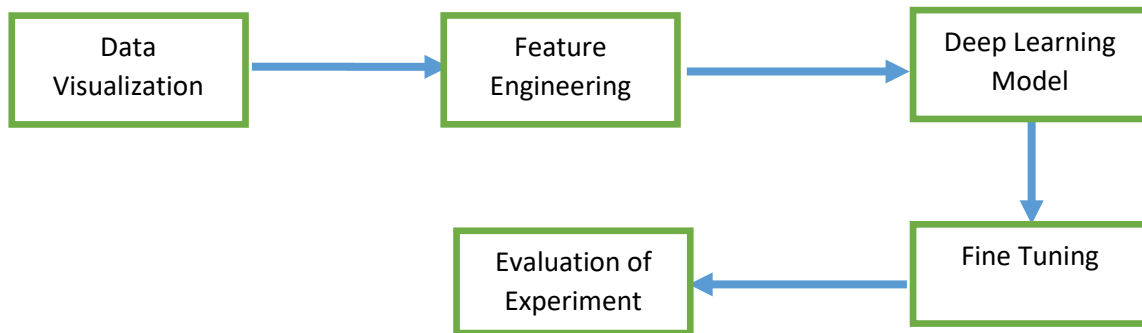 Data
Visualization
Feature
Engineering
Deep Learning
Model
Fine Tuning
Evaluation of
Experiment